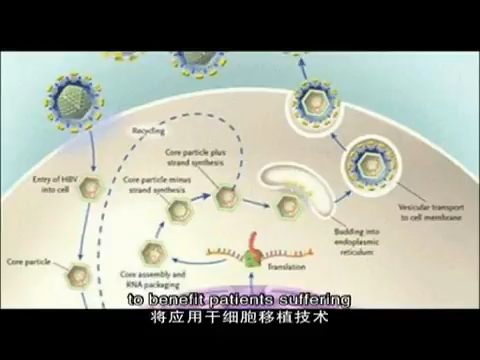 Recycling
Core particle plus
strand synthesis
Entry of HBV
into cell
Core particle minus
strand synthesis
Vesicular transport
to cell membrane
Budding into
endoplasmic
reticulum
Core particle
Core assembly and
RNA packaging
Translation
to benefit patients suffering
将应用干细胞移植技术